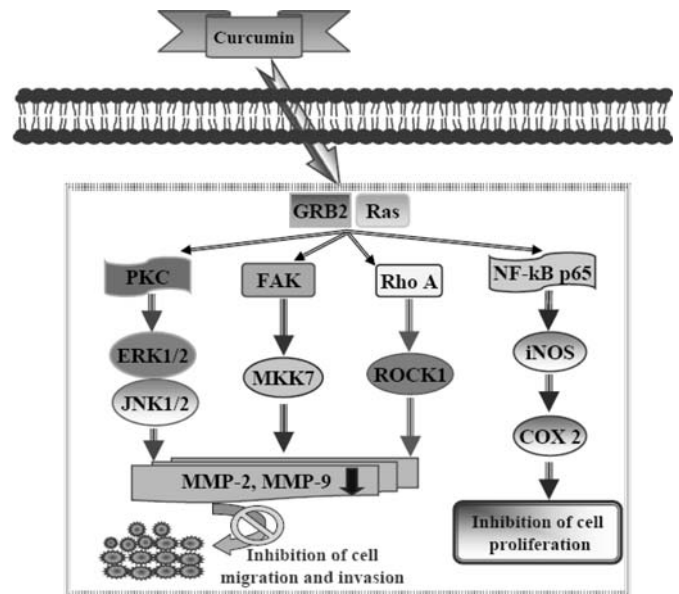 Curcumin
GRB2
Ras
PKC
FAK
Rho A
NF-kB p65
ERK1/2
JNK1/2
MKK7
ROCK1
iNOS
COX 2
MMP-2, MMP-9
Inhibition of cell
migration and invasion
Inhibition of cell
proliferation